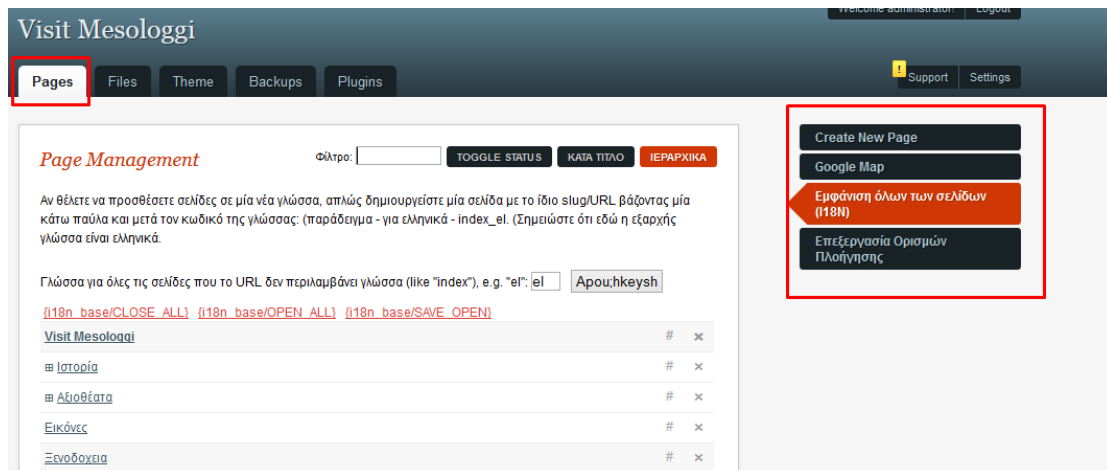 Welcome administrator! Logout
Visit Mesologgi
Pages Files Theme Backups Plugins
! Support Settings
Page Management Φίλτρο: TOGGLE STATUS ΚΑΤΑ ΤΙΤΛΟ ΙΕΡΑΡΧΙΚΑ
Αν θέλετε να προσθέσετε σελίδες σε μία νέα γλώσσα, απλώς δημιουργείστε μία σελίδα με το ίδιο slug/URL βάζοντας μία
κάτω παύλα και μετά τον κωδικό της γλώσσας: (παράδειγμα - για ελληνικά - index_el. (Σημειώστε ότι εδώ η εξαρχής
γλώσσα είναι ελληνικά.
Γλώσσα για όλες τις σελίδες που το URL δεν περιλαμβάνει γλώσσα (like "index"), e.g. "el": el Apou;hkeysh
{i18n_base/CLOSE_ALL} {i18n_base/OPEN_ALL} {i18n_base/SAVE_OPEN}
Visit Mesologgi # ×
⊞ Ιστορία # ×
⊞ Αξιοθέατα # ×
Εικόνες # ×
Ξενοδοχεια # ×
Create New Page
Google Map
Εμφάνιση όλων των σελίδων
(I18N)
Επεξεργασία Ορισμών
Πλοήγησης